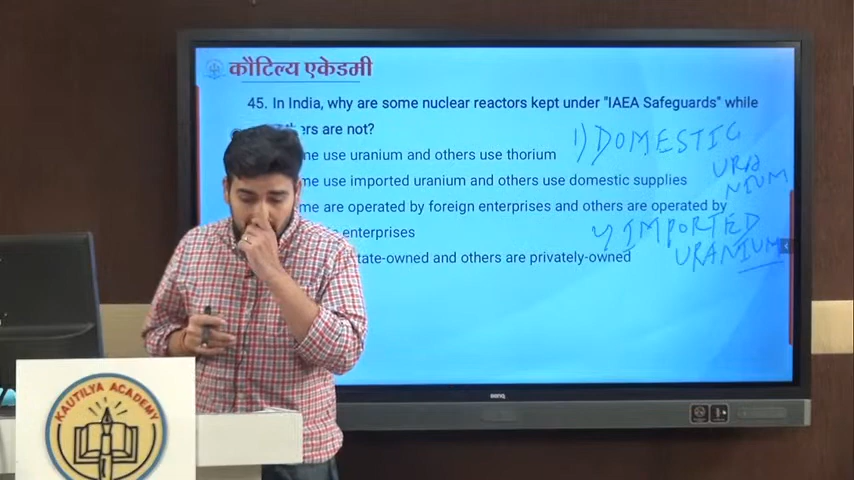 कौटिल्य एकेडमी
45. In India, why are some nuclear reactors kept under "IAEA Safeguards" while
hers are not?
me use uranium and others use thorium
me use imported uranium and others use domestic supplies
me are operated by foreign enterprises and others are operated by
enterprises
tate-owned and others are privately-owned
1) DOMESTIC
URA
NIUM
IMPORTED
URANIUM
BenQ
KAUTILYA ACADEMY